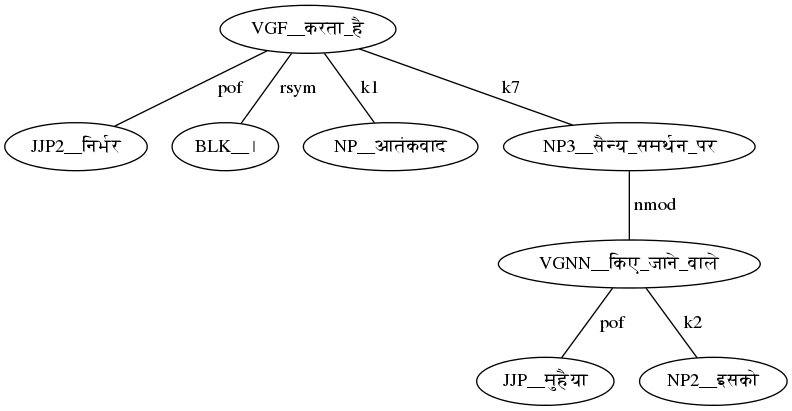 VGF__करता_है
pof rsym k1 k7
JJP2__निर्भर BLK__। NP__आतंकवाद NP3__सैन्य_समर्थन_पर
nmod
VGNN__किए_जाने_वाले
pof k2
JJP__मुहैया NP2__इसको